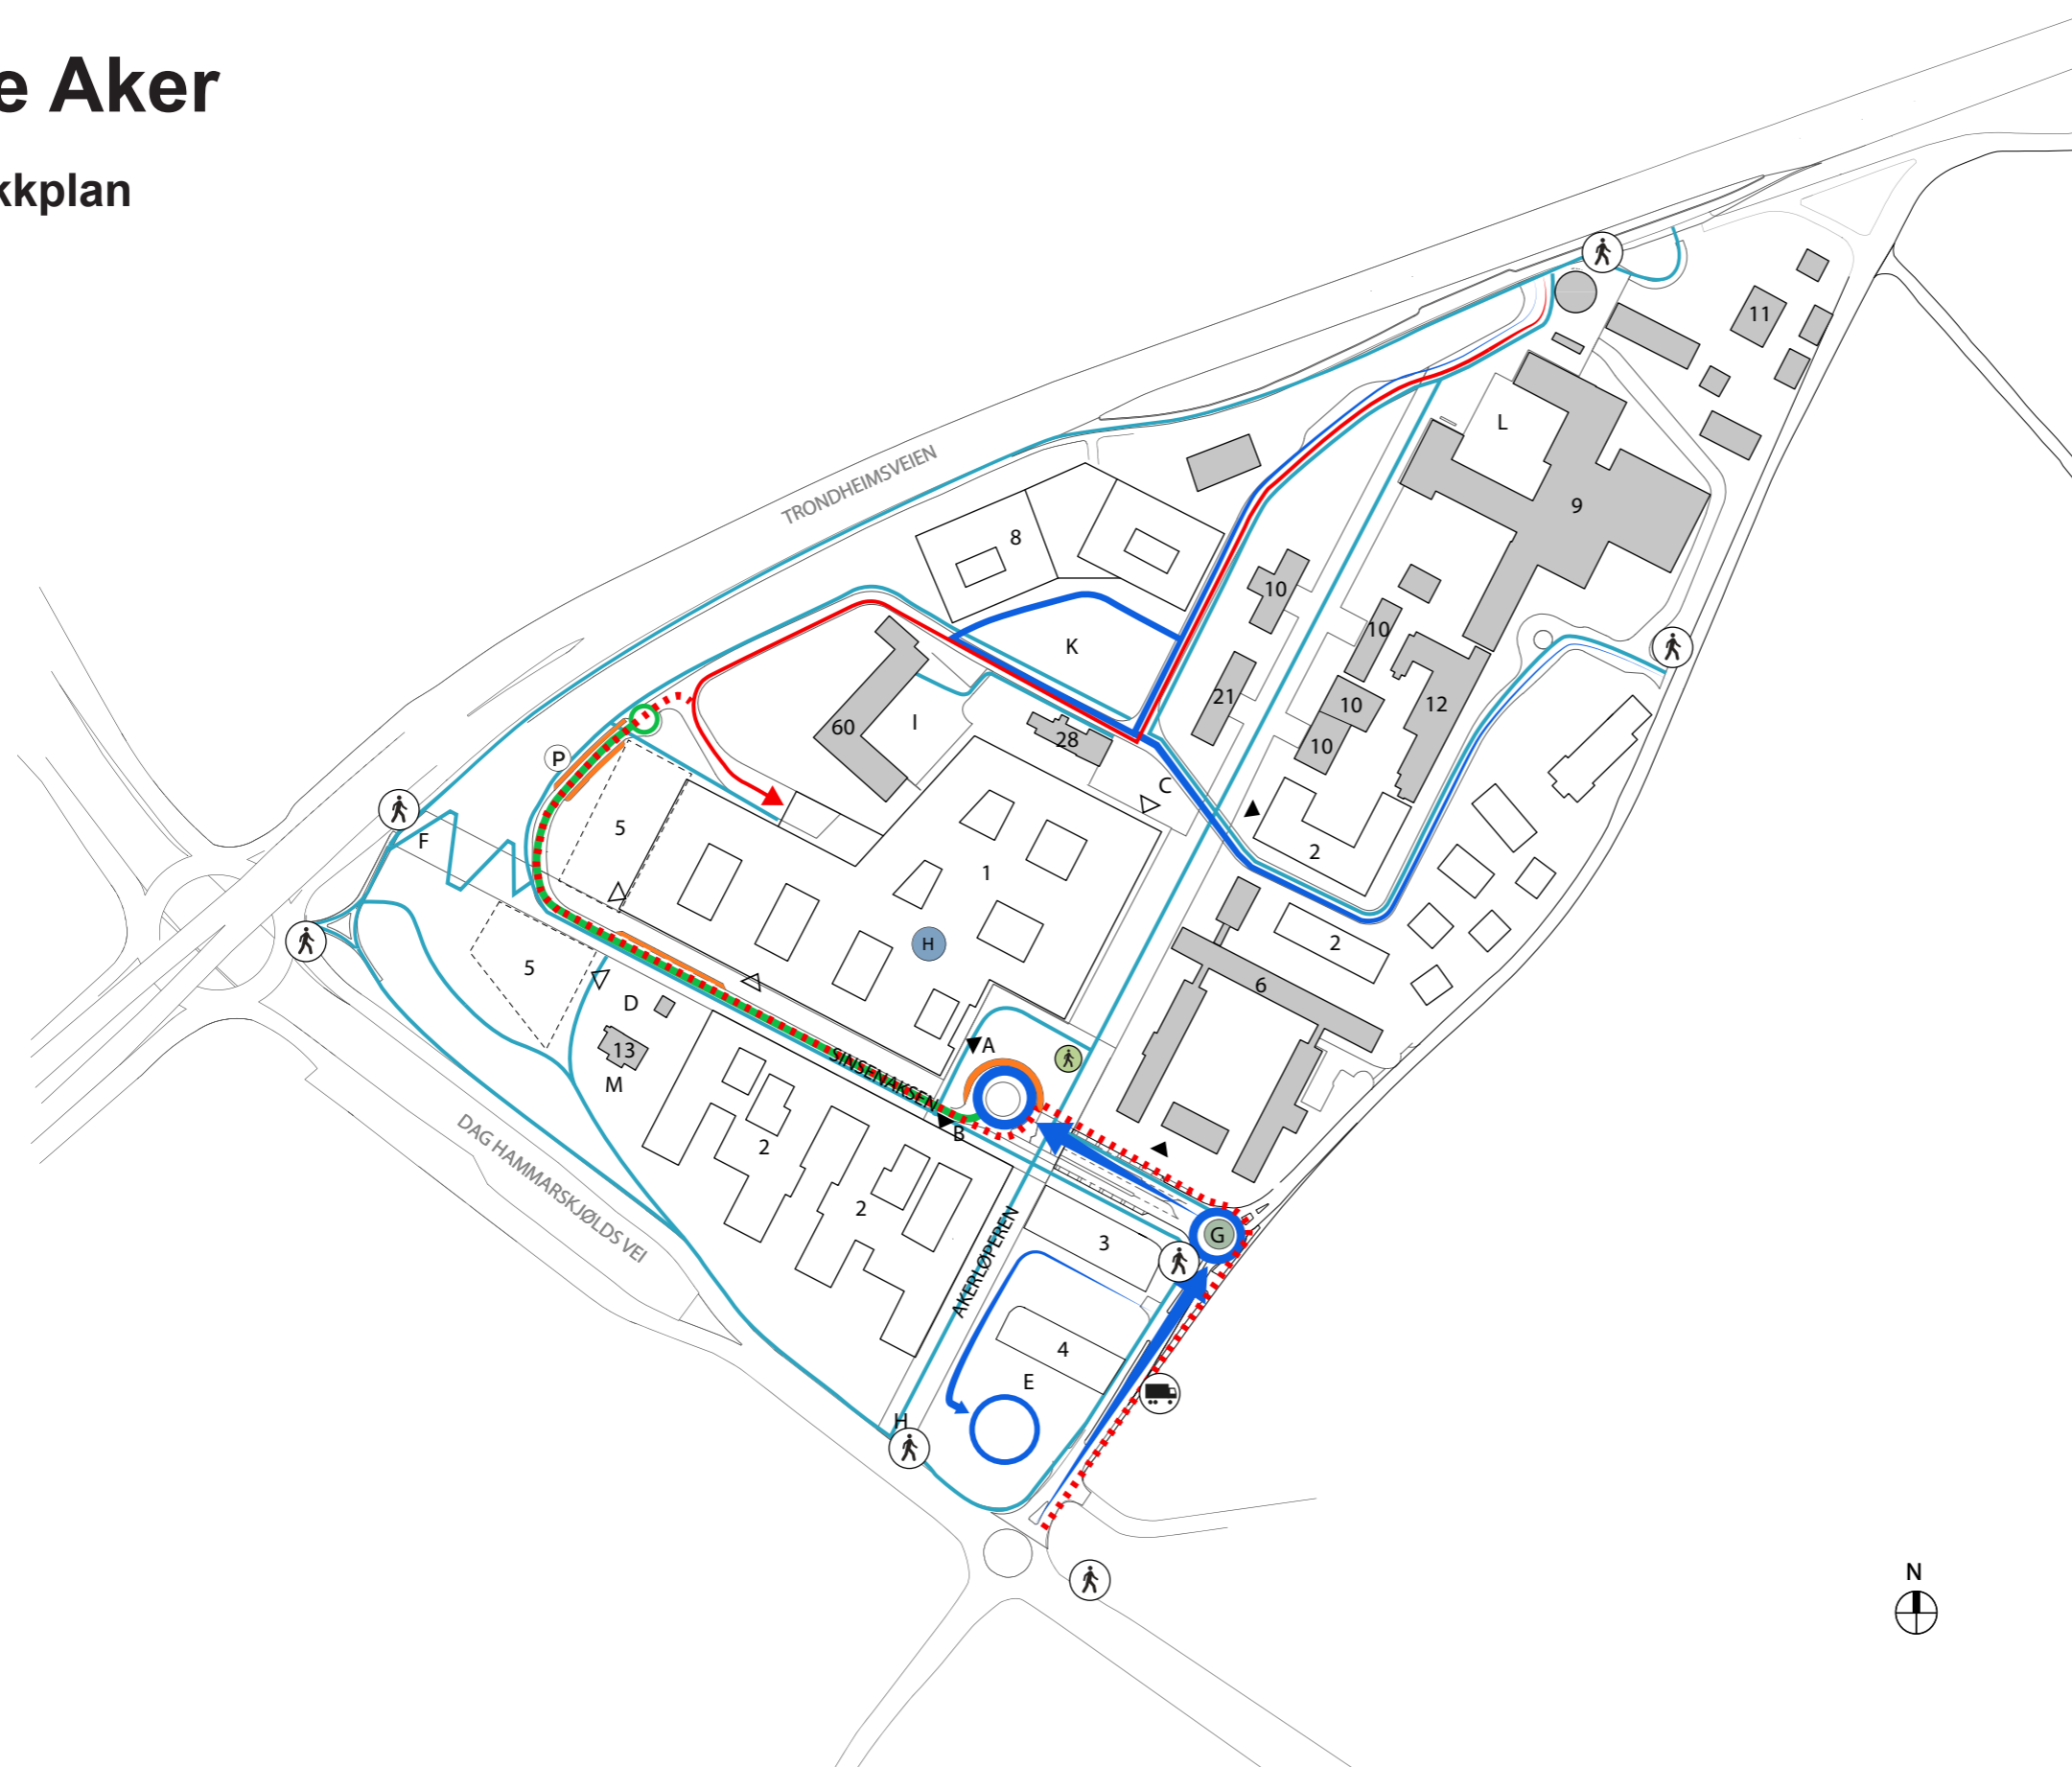 e Aker
kkplan
11
L
9
TRONDHEIMSVEIEN
8
10
10
K
21
10
12
60
I
28
10
P
C
5
F
1
2
H
2
5
6
D
13
A
M
SINSENAKSEN
B
2
DAG HAMMARSKJØLDS VEI
2
AKERLØPEREN
G
3
4
E
H
N